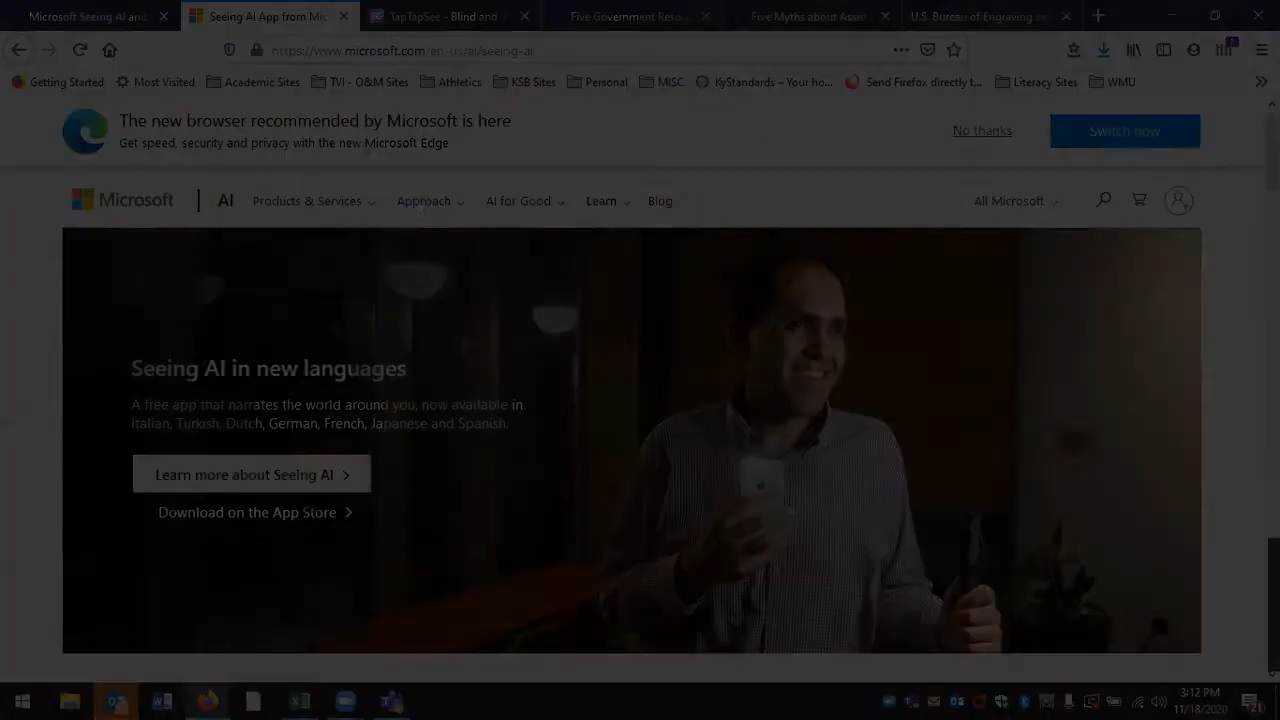 Microsoft Seeing AI and
Seeing AI App from Mic
TapTapSee - Blind and
Five Government Resou
Five Myths about Assis
U.S. Bureau of Engraving
https://www.microsoft.com/en-us/ai/seeing-ai
Getting Started
Most Visited
Academic Sites
TVI - O&M Sites
Athletics
KSB Sites
Personal
MISC
KyStandards – Your ho...
Send Firefox directly t...
Literacy Sites
WMU
The new browser recommended by Microsoft is here
Get speed, security and privacy with the new Microsoft Edge
No thanks
Switch now
Microsoft
AI
Products & Services
Approach
AI for Good
Learn
Blog
All Microsoft
Seeing AI in new languages
A free app that narrates the world around you, now available in
Italian, Turkish, Dutch, German, French, Japanese and Spanish.
Learn more about Seeing AI
Download on the App Store
3:12 PM
11/18/2020
21